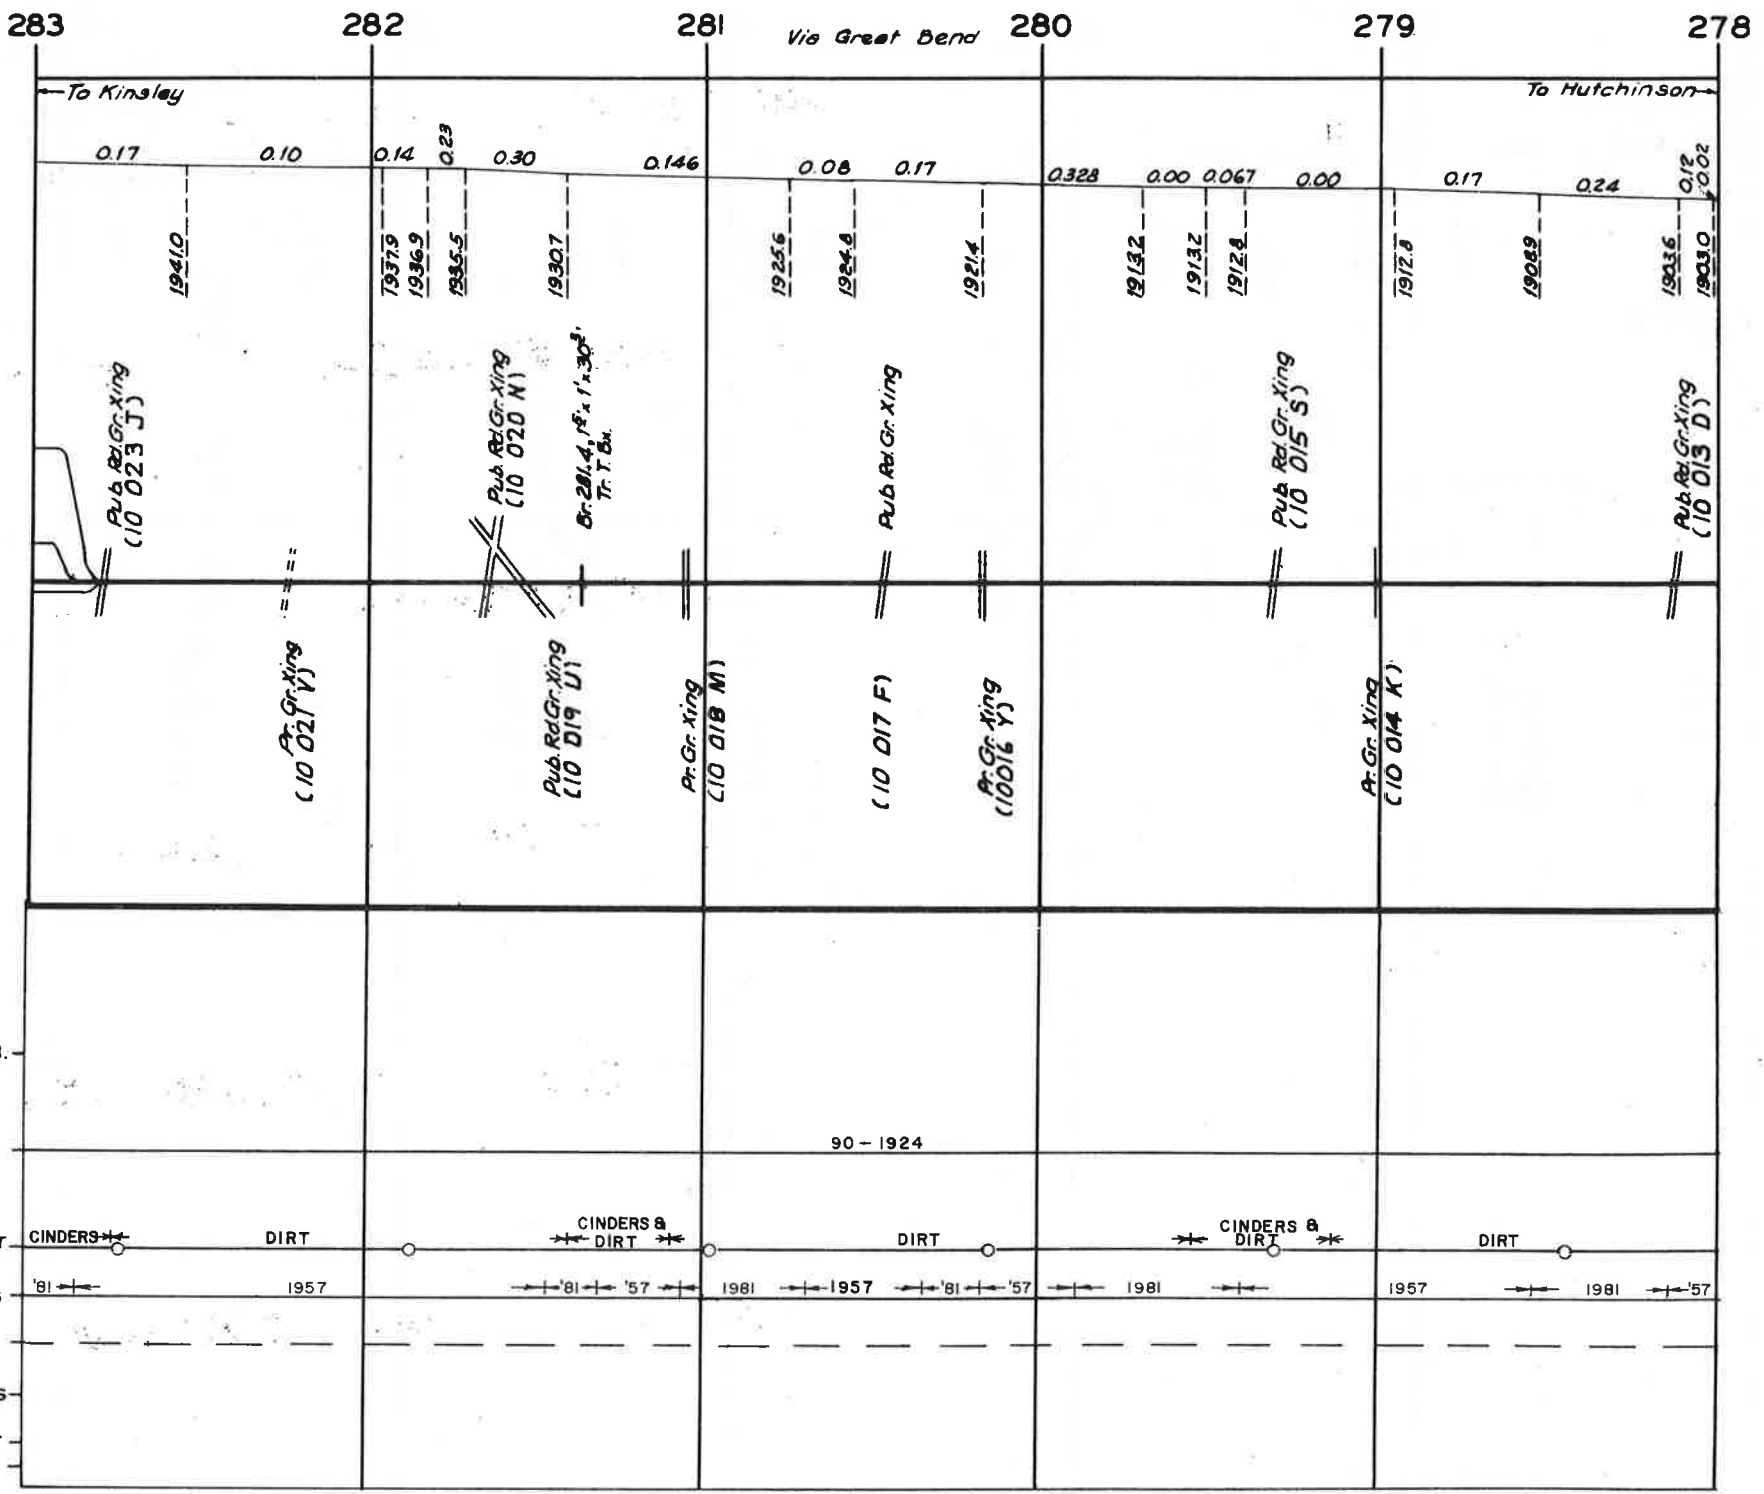 283 282 281 Via Great Bend 280 279 278
To Kinsley To Hutchinson
0.17 0.10 0.14 0.23 0.30 0.146 0.08 0.17 0.328 0.00 0.067 0.00 0.17 0.24 0.12 0.02
1941.0 1937.9 1936.9 1935.5 1930.7 1925.6 1924.8 1921.4 1913.2 1913.2 1912.8 1912.8 1908.9 1903.6 1903.0
Pub. Rd. Gr. Xing
(10 023 J)
Pub. Rd. Gr. Xing
(10 020 N)
Br. 281.4, 1⁵' x 1' x 30³'
Tr. T. Bx.
Pub. Rd. Gr. Xing
Pub. Rd. Gr. Xing
(10 015 S)
Pub. Rd. Gr. Xing
(10 013 D)
Pr. Gr. Xing
(10 021 V)
Pub. Rd Gr. Xing
(10 019 U)
Pr. Gr. Xing
(10 018 M)
(10 017 F)
Pr. Gr. Xing
(10016 Y)
Pr. Gr. Xing
(10 014 K)
90 - 1924
CINDERS DIRT CINDERS &
DIRT DIRT CINDERS &
DIRT DIRT
'81 1957 '81 '57 1981 1957 '81 '57 1981 1957 1981 '57